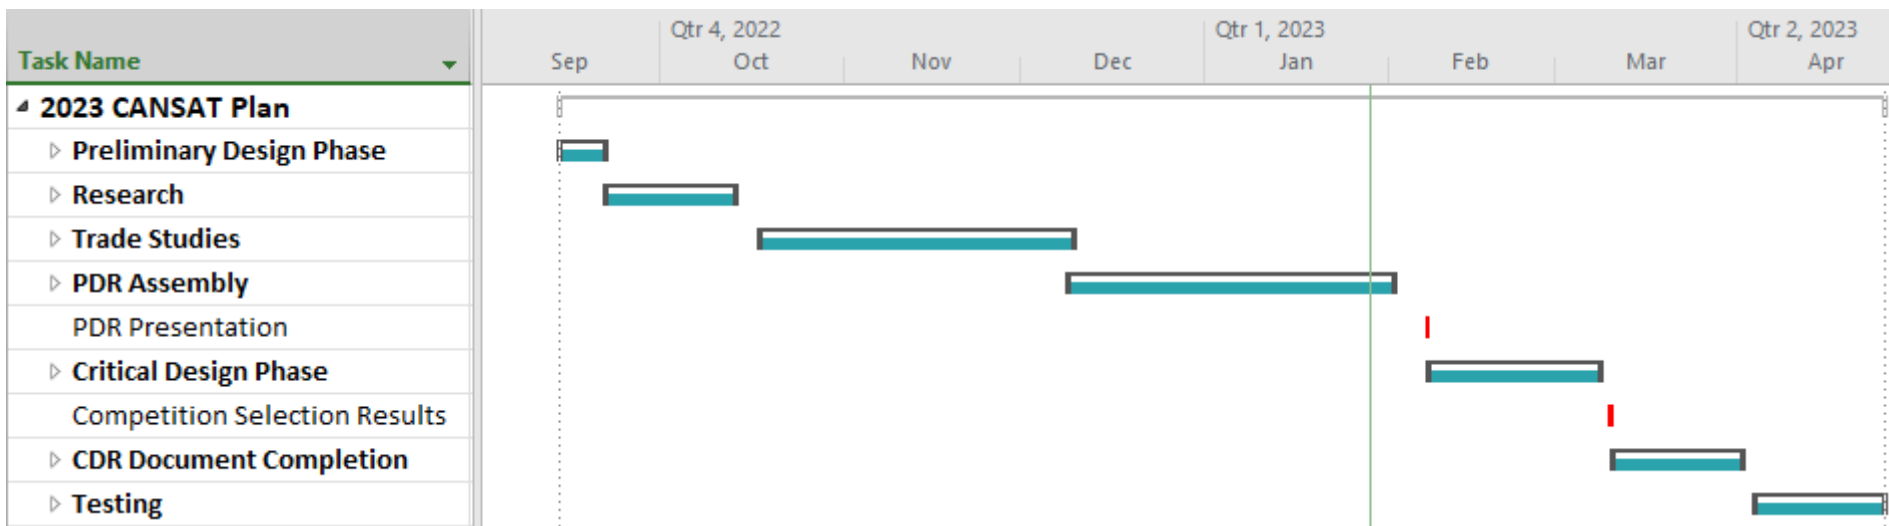 Qtr 4, 2022 Qtr 1, 2023 Qtr 2, 2023
Task Name Sep Oct Nov Dec Jan Feb Mar Apr
2023 CANSAT Plan
Preliminary Design Phase
Research
Trade Studies
PDR Assembly
PDR Presentation
Critical Design Phase
Competition Selection Results
CDR Document Completion
Testing